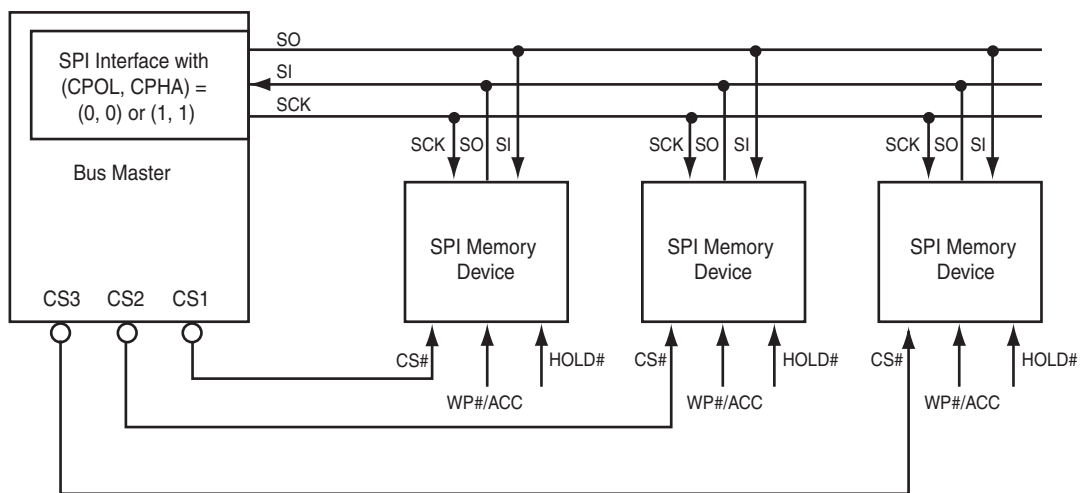 SO
SPI Interface with
(CPOL, CPHA) =
(0, 0) or (1, 1)
SI
SCK
Bus Master
SCK SO SI
SCK SO SI
SCK SO SI
SPI Memory
Device
SPI Memory
Device
SPI Memory
Device
CS3 CS2 CS1
CS#
HOLD#
CS#
HOLD#
CS#
HOLD#
WP#/ACC
WP#/ACC
WP#/ACC